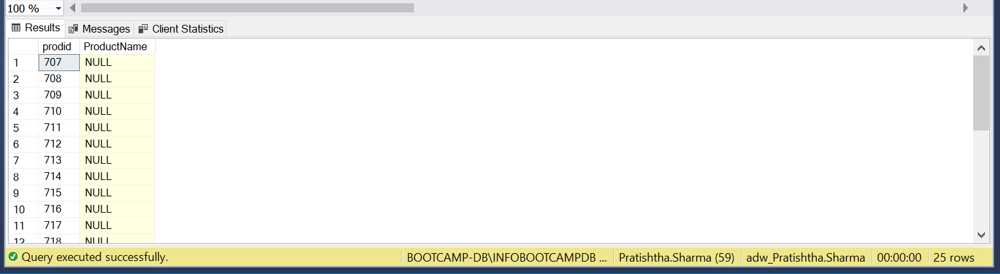 100 %
Results Messages Client Statistics
prodid ProductName
1 707 NULL
2 708 NULL
3 709 NULL
4 710 NULL
5 711 NULL
6 712 NULL
7 713 NULL
8 714 NULL
9 715 NULL
10 716 NULL
11 717 NULL
12 718 NULL
Query executed successfully. BOOTCAMP-DB\INFOBOOTCAMPDB ... Pratishtha.Sharma (59) adw_Pratishtha.Sharma 00:00:00 25 rows